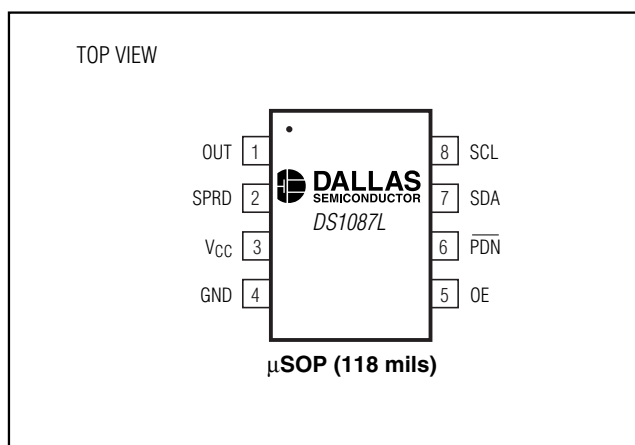 TOP VIEW
OUT 1
8 SCL
DALLAS
SEMICONDUCTOR
SPRD 2
7 SDA
DS1087L
VCC 3
6 P̅D̅N̅
GND 4
5 OE
µSOP (118 mils)